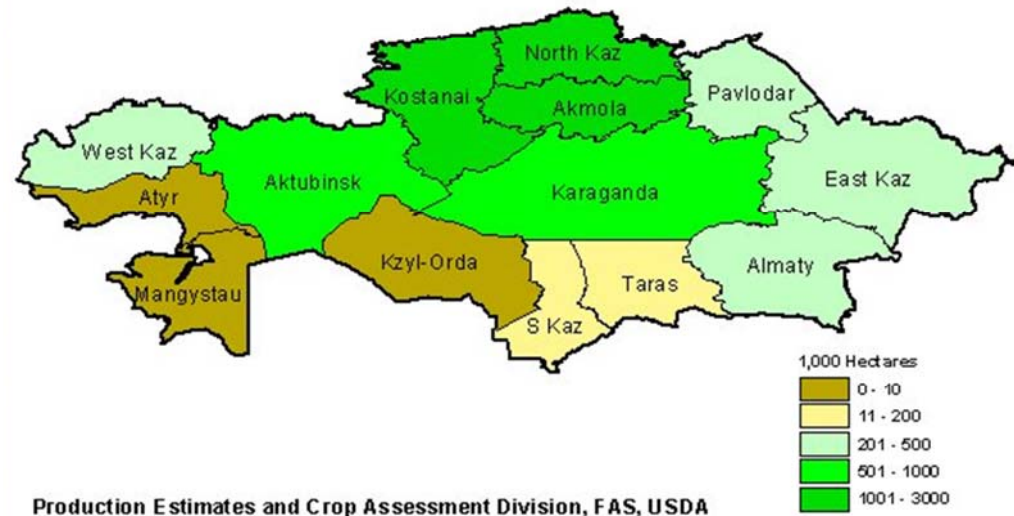 North Kaz
Kostanai
Akmola
Pavlodar
West Kaz
Aktubinsk
Karaganda
East Kaz
Atyr
Kzyl-Orda
Almaty
Taras
Mangystau
S Kaz
1,000 Hectares
0 - 10
11 - 200
201 - 500
501 - 1000
1001 - 3000
Production Estimates and Crop Assessment Division, FAS, USDA